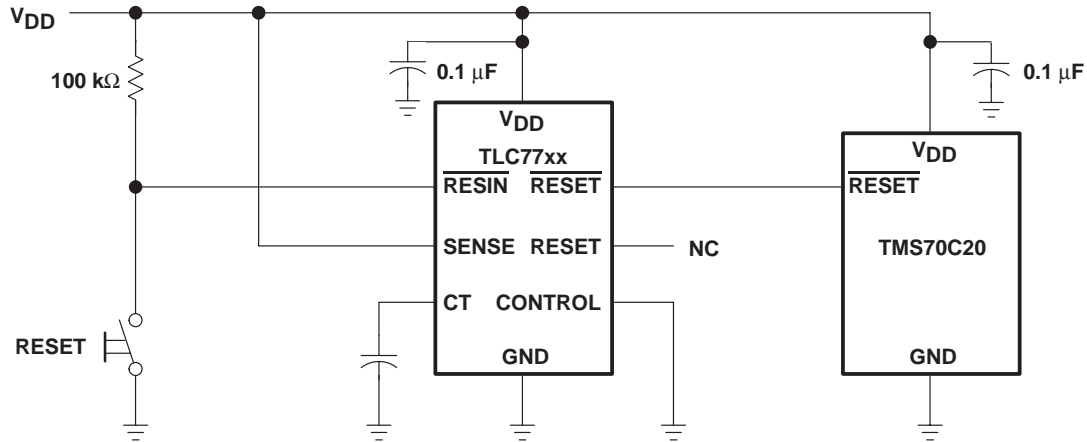 VDD
100 kΩ
0.1 µF
0.1 µF
VDD
TLC77xx
RESIN RESET
SENSE RESET
CT CONTROL
GND
NC
VDD
RESET
TMS70C20
GND
RESET